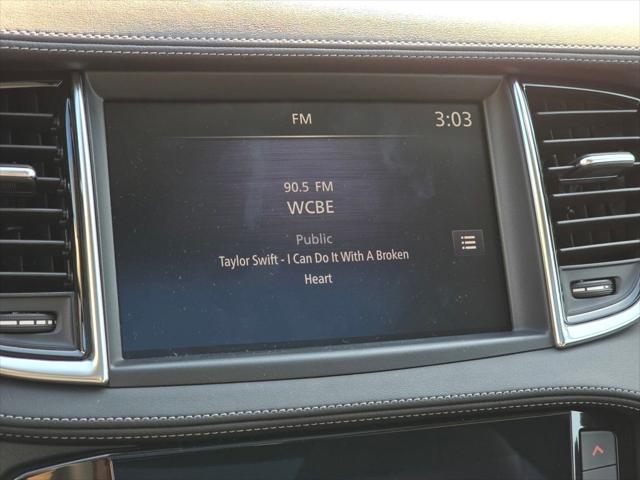 FM 3:03
90.5 FM
WCBE
Public
Taylor Swift - I Can Do It With A Broken
Heart